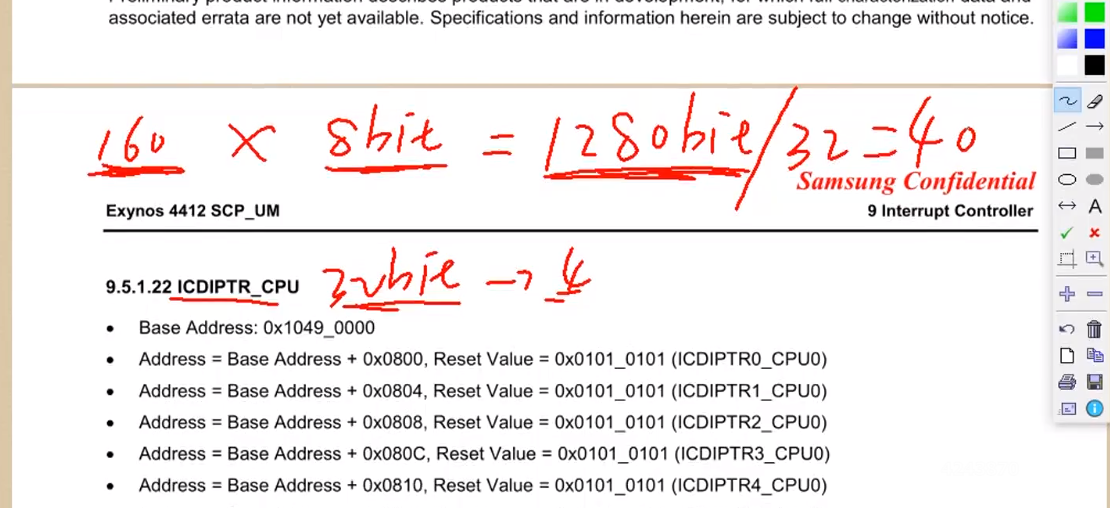 associated errata are not yet available. Specifications and information herein are subject to change without notice.
160 × 8bit = 1280bit/32=40
Samsung Confidential
Exynos 4412 SCP_UM 9 Interrupt Controller
9.5.1.22 ICDIPTR_CPU 32bit → 4
• Base Address: 0x1049_0000
• Address = Base Address + 0x0800, Reset Value = 0x0101_0101 (ICDIPTR0_CPU0)
• Address = Base Address + 0x0804, Reset Value = 0x0101_0101 (ICDIPTR1_CPU0)
• Address = Base Address + 0x0808, Reset Value = 0x0101_0101 (ICDIPTR2_CPU0)
• Address = Base Address + 0x080C, Reset Value = 0x0101_0101 (ICDIPTR3_CPU0)
• Address = Base Address + 0x0810, Reset Value = 0x0101_0101 (ICDIPTR4_CPU0)